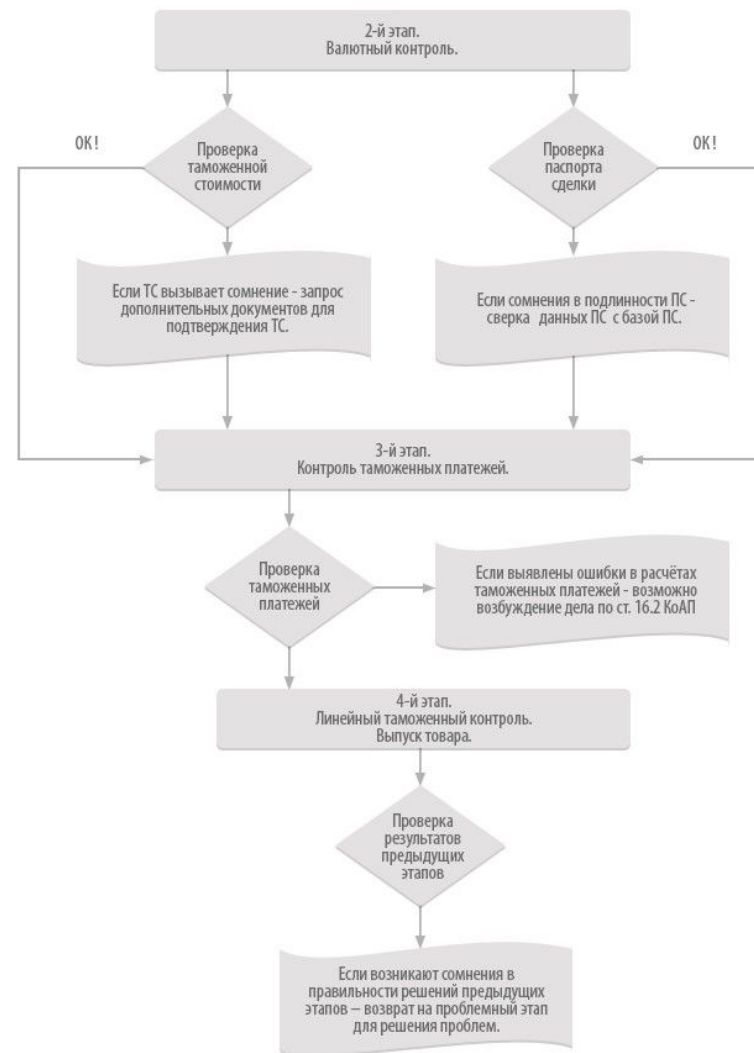 2-й этап.
Валютный контроль.
OK!
Проверка
таможенной
стоимости
Проверка
паспорта
сделки
OK!
Если ТС вызывает сомнение - запрос
дополнительных документов для
подтверждения ТС.
Если сомнения в подлинности ПС -
сверка данных ПС с базой ПС.
3-й этап.
Контроль таможенных платежей.
Проверка
таможенных
платежей
Если выявлены ошибки в расчётах
таможенных платежей - возможно
возбуждение дела по ст. 16.2 КоАП
4-й этап.
Линейный таможенный контроль.
Выпуск товара.
Проверка
результатов
предыдущих
этапов
Если возникают сомнения в
правильности решений предыдущих
этапов – возврат на проблемный этап
для решения проблем.